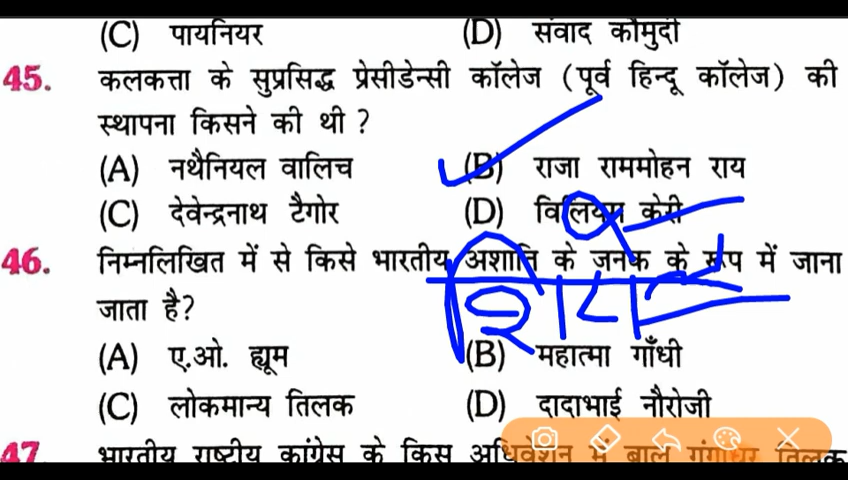 (C) पायनियर (D) संवाद कौमुदी
45. कलकत्ता के सुप्रसिद्ध प्रेसीडेन्सी कॉलेज (पूर्व हिन्दू कॉलेज) की
स्थापना किसने की थी ?
(A) नथैनियल वालिच (B) राजा राममोहन राय
(C) देवेन्द्रनाथ टैगोर (D) विलियम केरी
46. निम्नलिखित में से किसे भारतीय अशांति के जनक के रूप में जाना
जाता है?
(A) ए.ओ. ह्यूम (B) महात्मा गाँधी
(C) लोकमान्य तिलक (D) दादाभाई नौरोजी
47. भारतीय राष्ट्रीय कांग्रेस के किस अधिवेशन में बाल गंगाधर तिलक